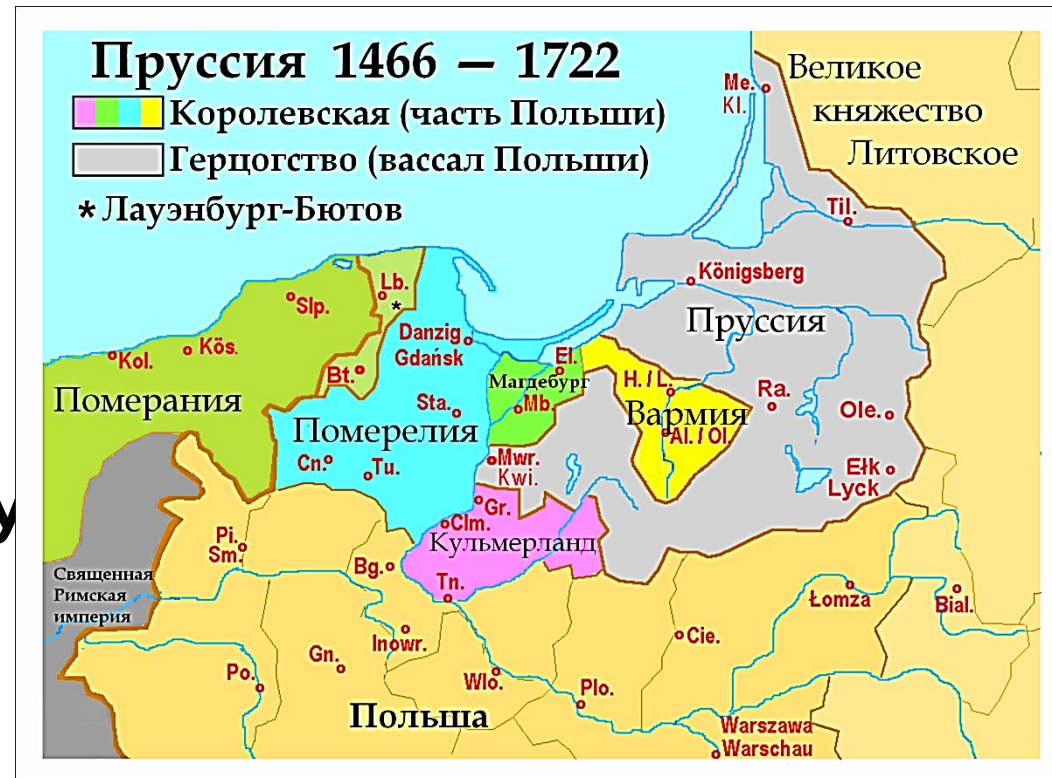 Пруссия 1466 — 1722
Королевская (часть Польши)
Герцогство (вассал Польши)
* Лауэнбург-Бютов
Великое
княжество
Литовское
Me.
Kl.
Til.
Königsberg
Пруссия
Lb.
*
Slp.
Danzig
Gdańsk
Kös.
Kol.
Bt.
El.
Магдебург
Mb.
H. / L.
Вармия
Al. / Ol.
Ra.
Ole.
Померания
Sta.
Померелия
Cn.
Tu.
Mwr.
Kwi.
Ełk
Lyck
Gr.
Clm.
Кульмерланд
Pi.
Sm.
Bg.
Tn.
Священная
Римская
империя
Łomza
Bial.
Inowr.
Cie.
Gn.
Po.
Wlo.
Plo.
Польша
Warszawa
Warschau
у